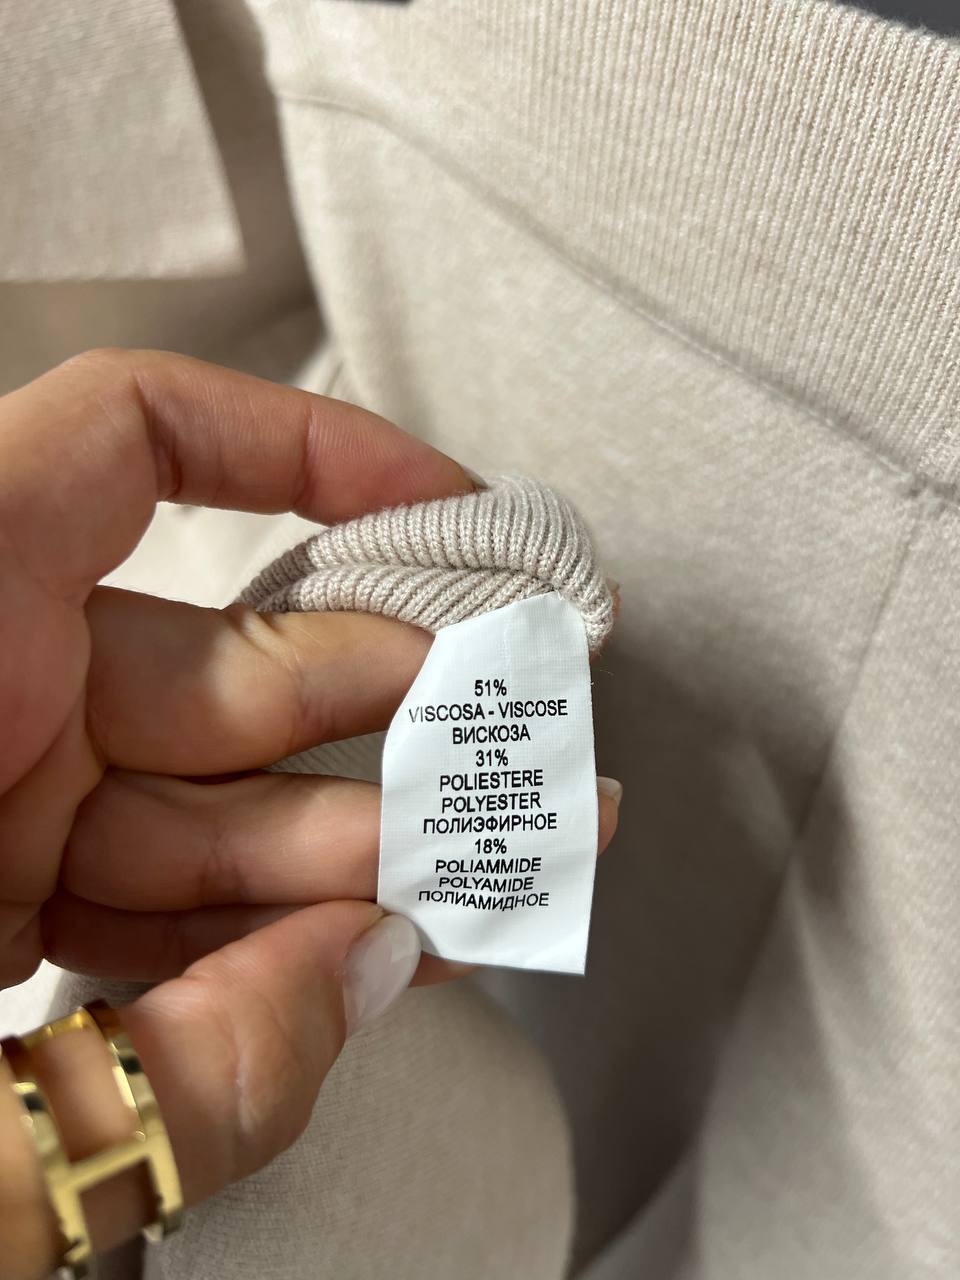 51%
VISCOSA - VISCOSE
ВИСКОЗА
31%
POLIESTERE
POLYESTER
ПОЛИЭФИРНОЕ
18%
POLIAMMIDE
POLYAMIDE
ПОЛИАМИДНОЕ